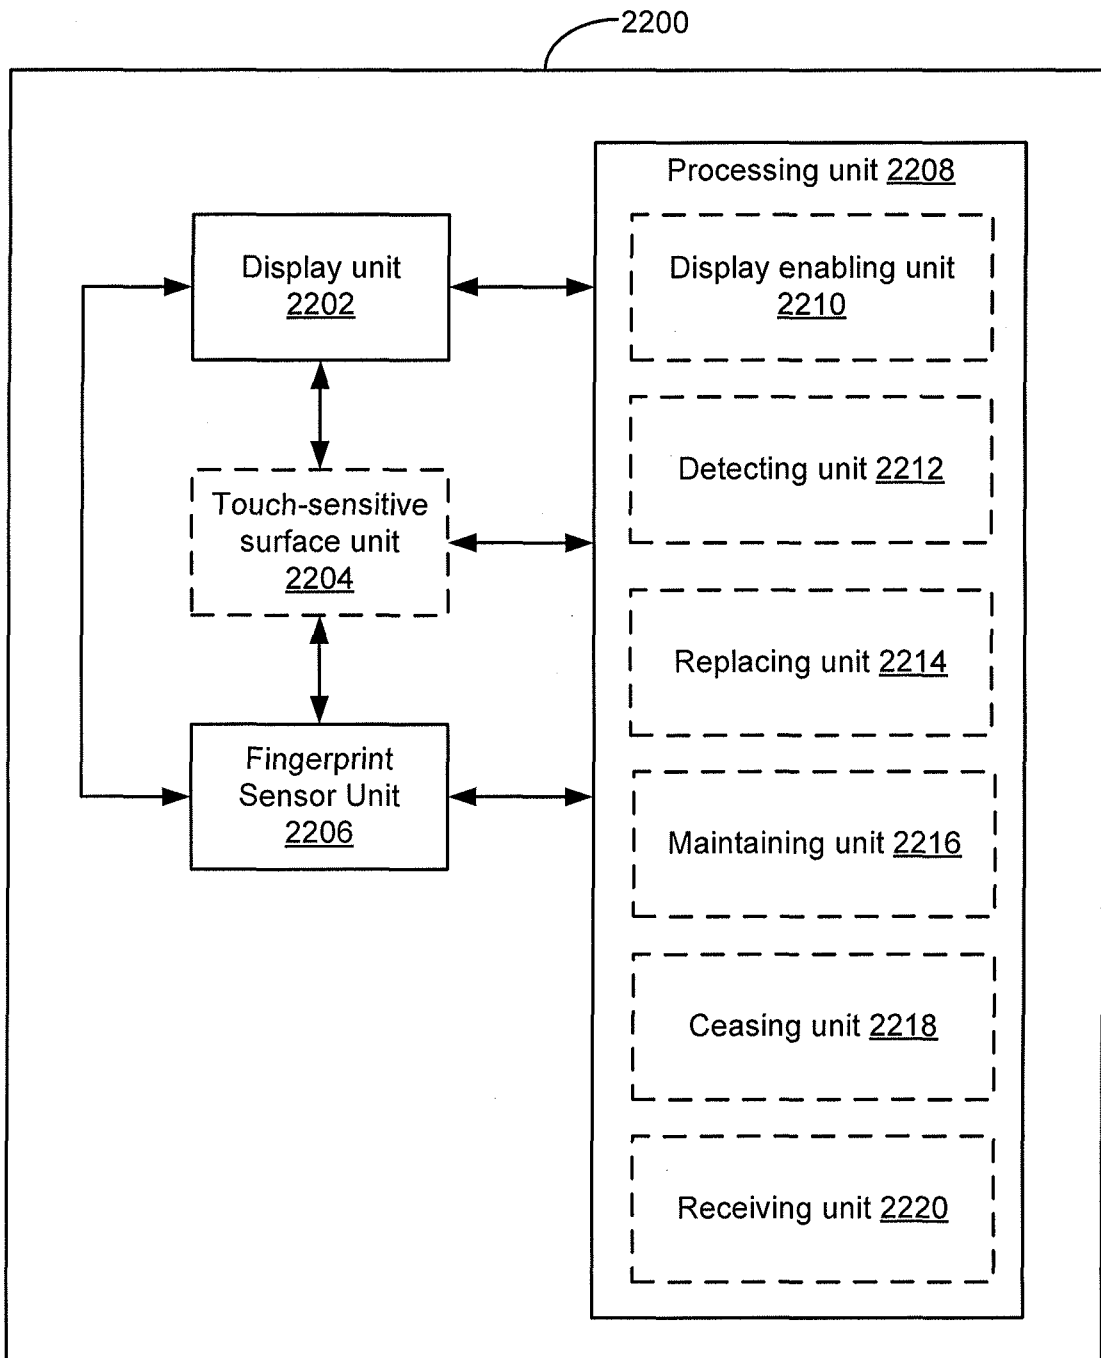 2200
Processing unit 2208
Display unit
2202
Display enabling unit
2210
Touch-sensitive
surface unit
2204
Detecting unit 2212
Replacing unit 2214
Fingerprint
Sensor Unit
2206
Maintaining unit 2216
Ceasing unit 2218
Receiving unit 2220